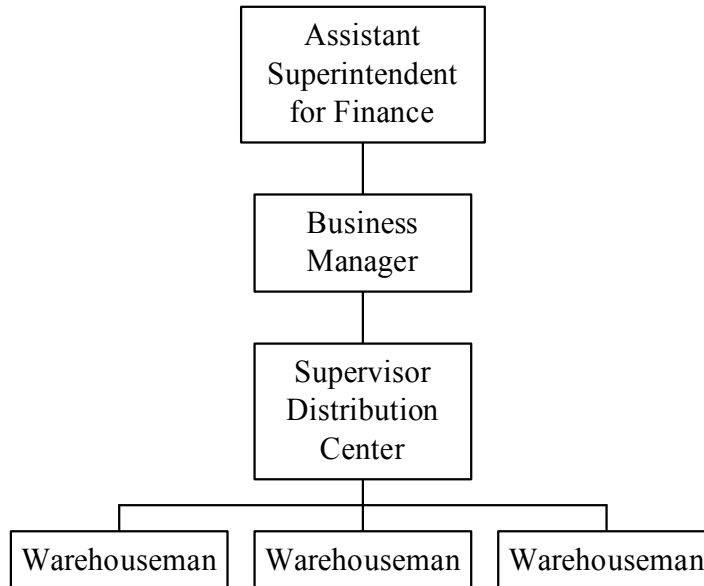 Assistant
Superintendent
for Finance
Business
Manager
Supervisor
Distribution
Center
Warehouseman
Warehouseman
Warehouseman